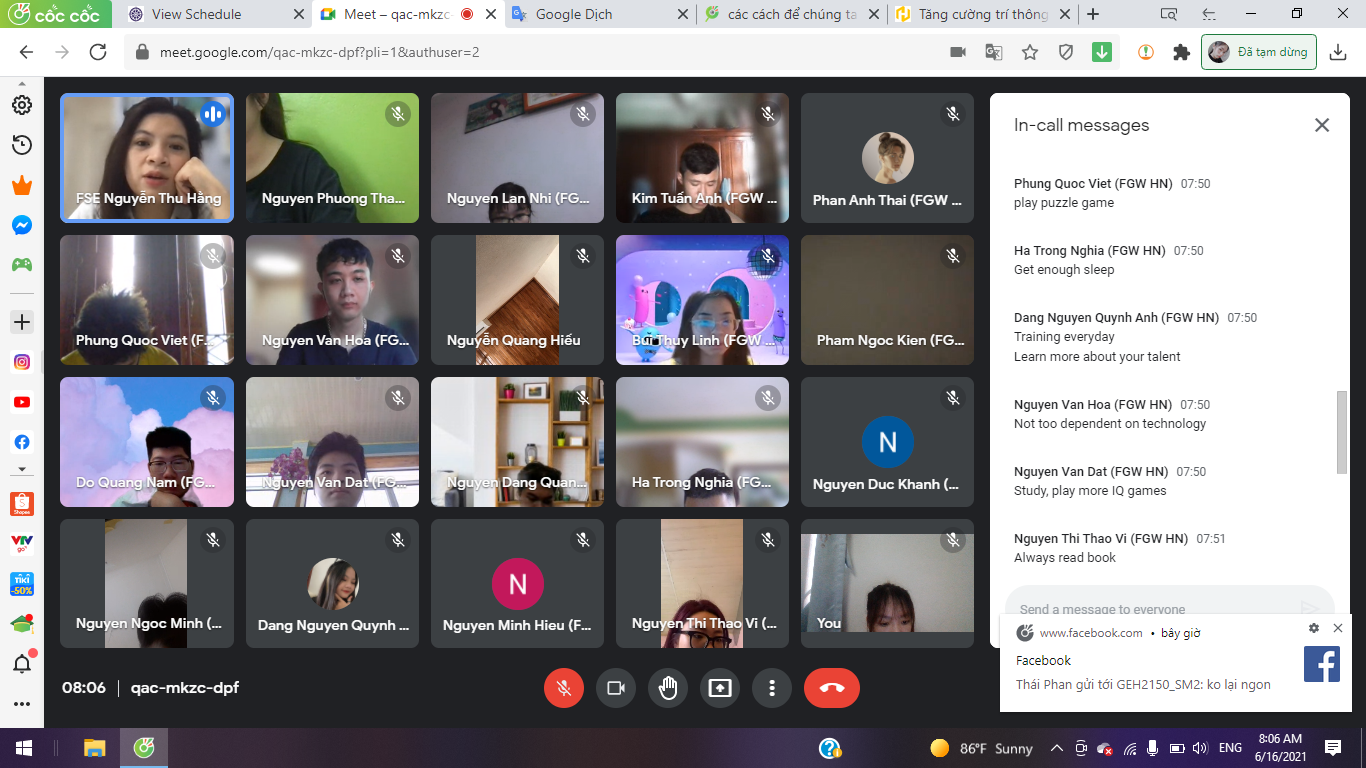 cốc cốc
View Schedule
Meet – qac-mkzc-
Google Dịch
các cách để chúng ta
Tăng cường trí thông
meet.google.com/qac-mkzc-dpf?pli=1&authuser=2
Đã tạm dừng
FSE Nguyễn Thu Hằng
Nguyen Phuong Tha...
Nguyen Lan Nhi (FG...
Kim Tuấn Anh (FGW ...
Phan Anh Thai (FGW ...
Phung Quoc Viet (F...
Nguyen Van Hoa (FG...
Nguyễn Quang Hiếu
Bui Thuy Linh (FGW ...
Pham Ngoc Kien (FG...
Do Quang Nam (FG...
Nguyen Van Dat (FG...
Nguyen Dang Quan...
Ha Trong Nghia (FG...
N
Nguyen Duc Khanh (...
Nguyen Ngoc Minh (...
Dang Nguyen Quynh ...
N
Nguyen Minh Hieu (F...
Nguyen Thi Thao Vi (...
You
In-call messages
Phung Quoc Viet (FGW HN) 07:50
play puzzle game
Ha Trong Nghia (FGW HN) 07:50
Get enough sleep
Dang Nguyen Quynh Anh (FGW HN) 07:50
Training everyday
Learn more about your talent
Nguyen Van Hoa (FGW HN) 07:50
Not too dependent on technology
Nguyen Van Dat (FGW HN) 07:50
Study, play more IQ games
Nguyen Thi Thao Vi (FGW HN) 07:51
Always read book
Send a message to everyone
www.facebook.com • bây giờ
Facebook
Thái Phan gửi tới GEH2150_SM2: ko lại ngon
Shopee
VTV
go
TIKI
-50%
08:06 | qac-mkzc-dpf
86°F Sunny
ENG
8:06 AM
6/16/2021